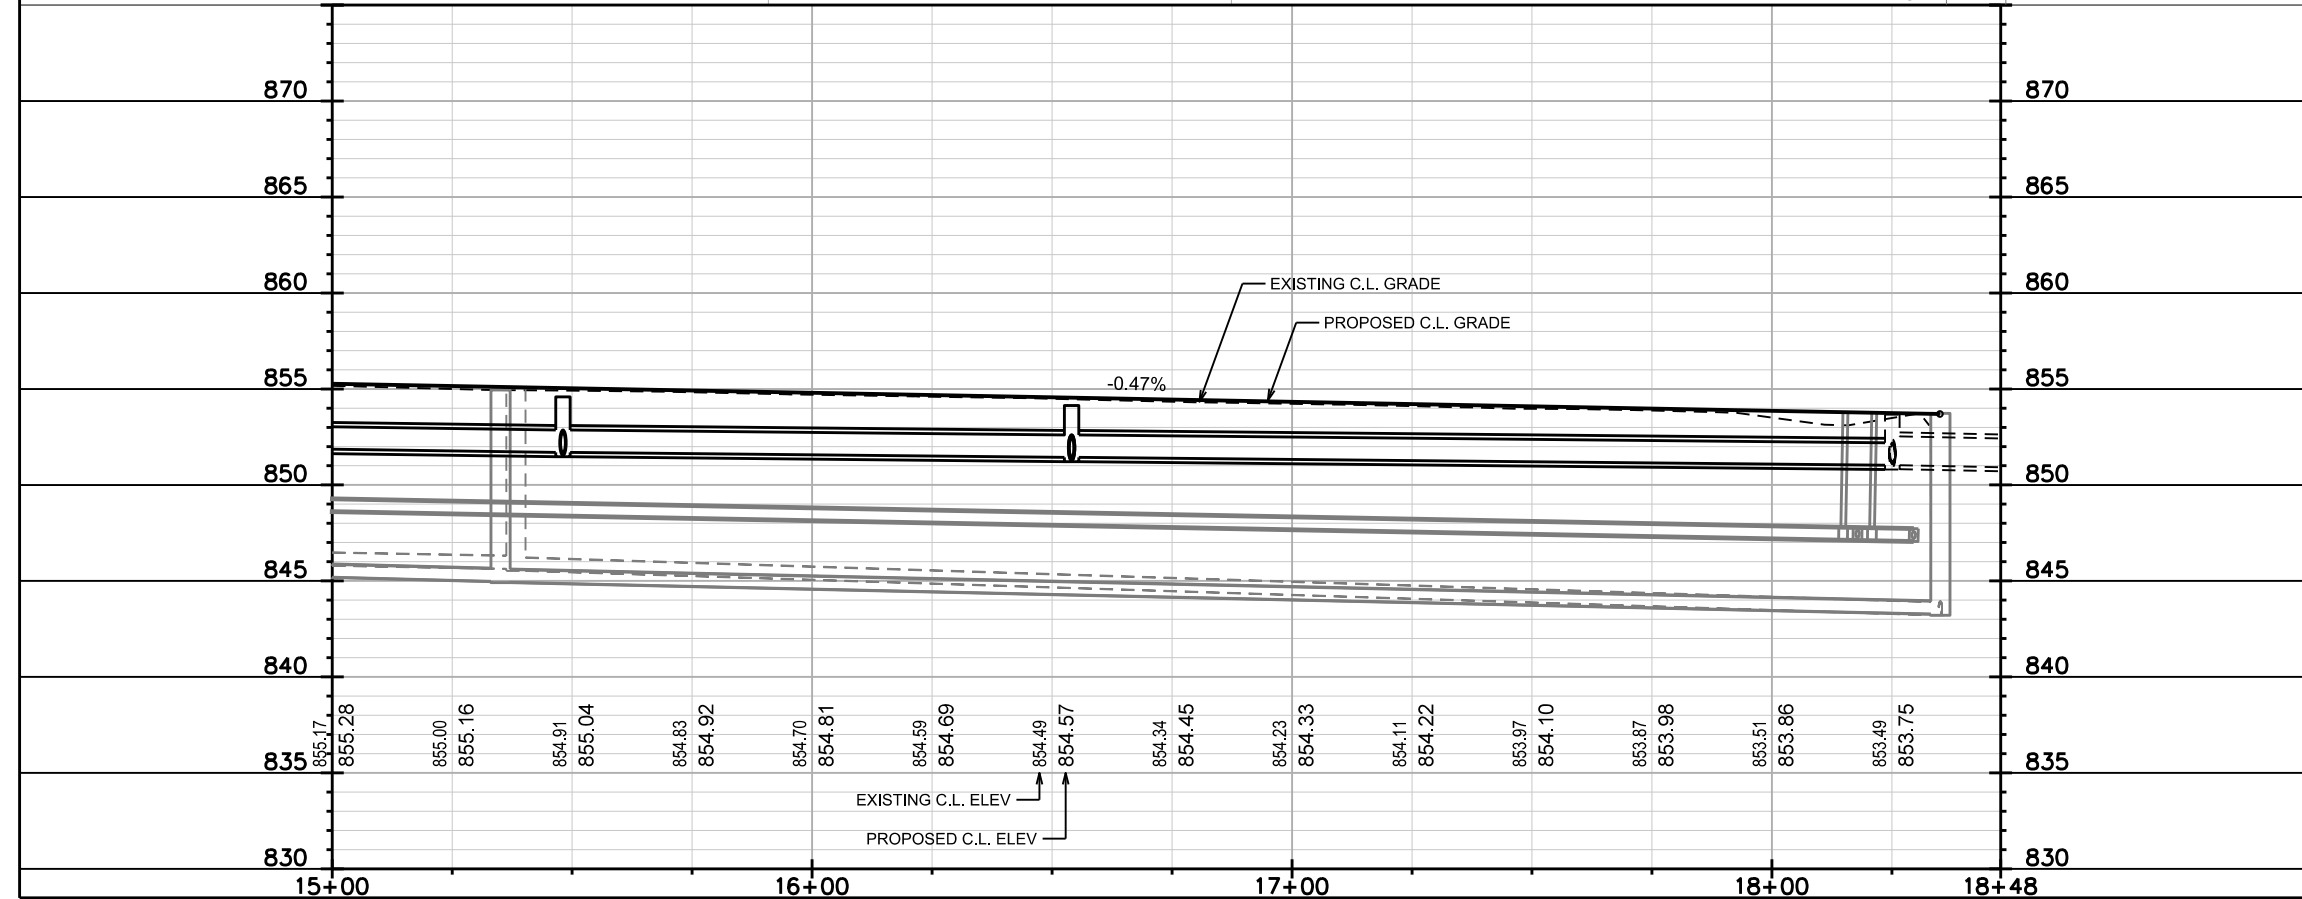 870 870
865 865
860 860
EXISTING C.L. GRADE
PROPOSED C.L. GRADE
855 855
-0.47%
850 850
845 845
840 840
855.17 855.28 855.00 855.16 854.91 855.04 854.83 854.92 854.70 854.81 854.59 854.69 854.49 854.57 854.34 854.45 854.23 854.33 854.11 854.22 853.97 854.10 853.87 853.98 853.51 853.86 853.49 853.75
835 835
EXISTING C.L. ELEV
PROPOSED C.L. ELEV
830 830
15+00 16+00 17+00 18+00 18+48